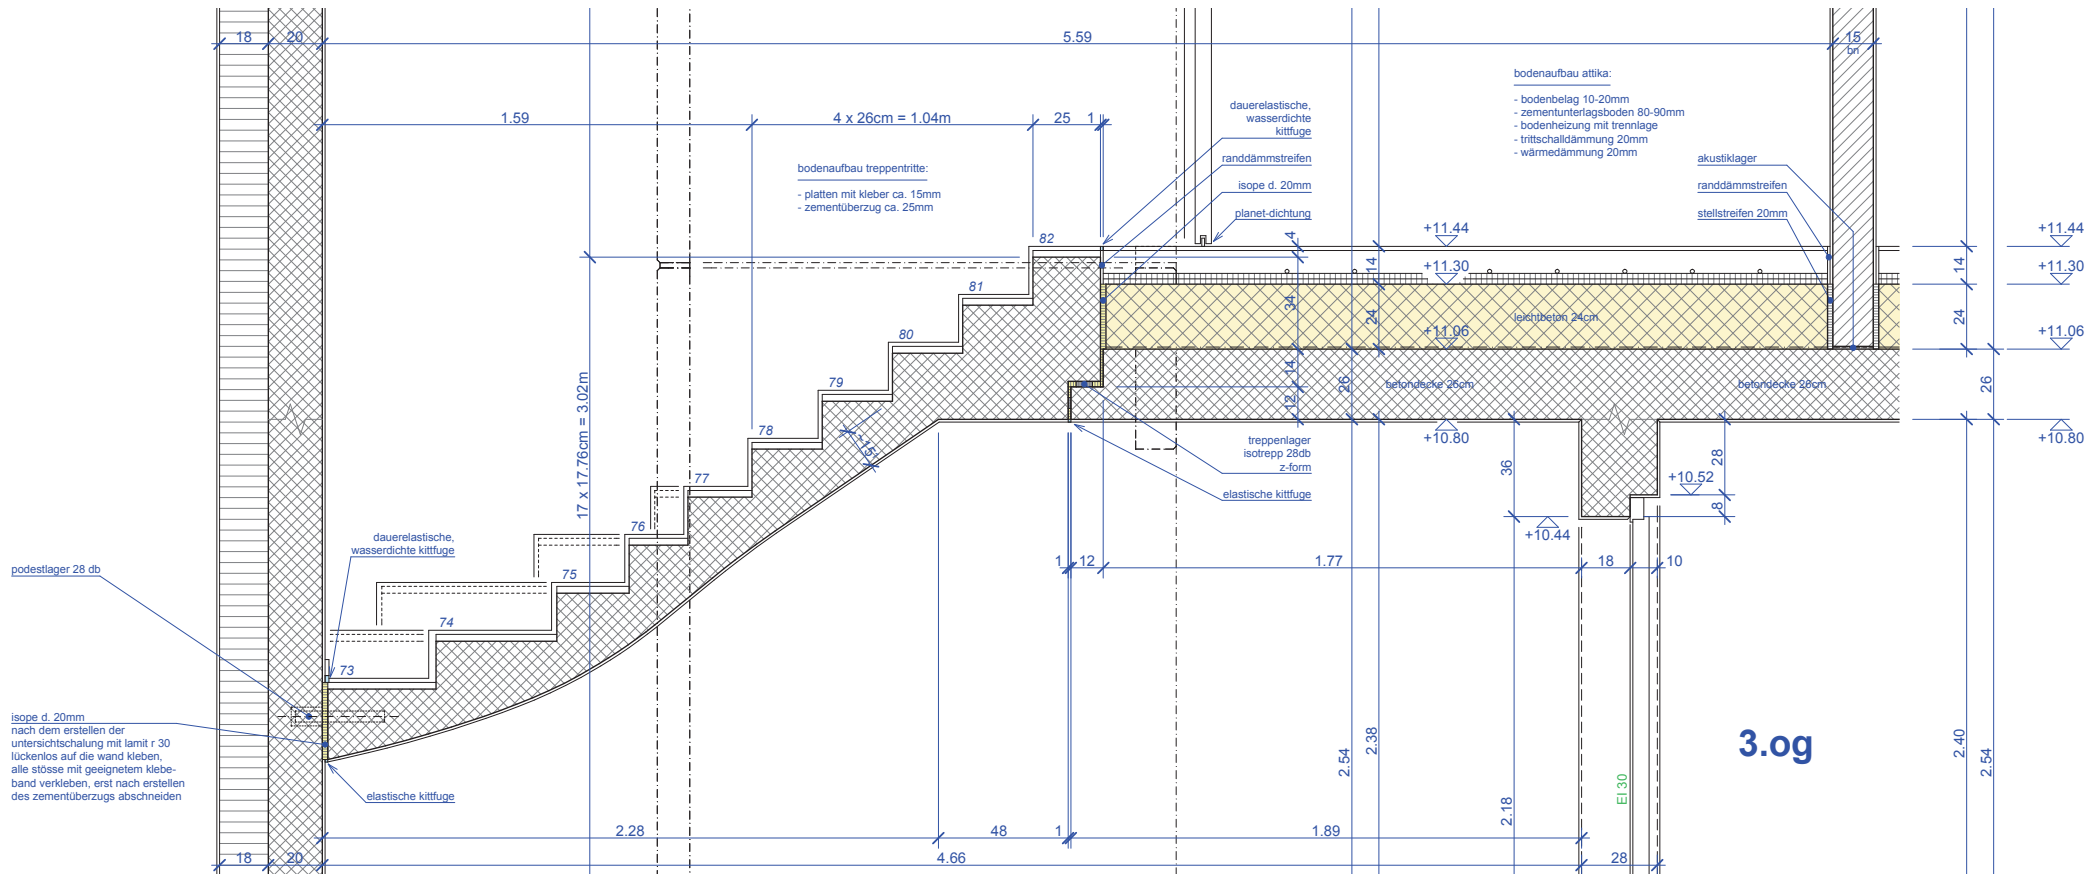 18
20
5.59
15
bn
1.59
4 x 26cm = 1.04m
25
1
bodenaufbau treppentritte:
- platten mit kleber ca. 15mm
- zementüberzug ca. 25mm
dauerelastische,
wasserdichte
kittfuge
randdämmstreifen
isope d. 20mm
planet-dichtung
bodenaufbau attika:
- bodenbelag 10-20mm
- zementunterlagsboden 80-90mm
- bodenheizung mit trennlage
- trittschalldämmung 20mm
- wärmedämmung 20mm
akustiklager
randdämmstreifen
stellstreifen 20mm
82
81
80
79
78
77
76
75
74
73
17 x 17.76cm = 3.02m
15
4
34
14
12
14
24
26
+11.44
+11.30
+11.06
+10.80
leichtbeton 24cm
betondecke 26cm
betondecke 26cm
14
24
26
+11.44
+11.30
+11.06
+10.80
treppenlager
isotrepp 28db
z-form
elastische kittfuge
36
28
8
+10.52
+10.44
1
12
1.77
18
10
dauerelastische,
wasserdichte kittfuge
podestlager 28 db
isope d. 20mm
nach dem erstellen der
untersichtschalung mit lamit r 30
lückenlos auf die wand kleben,
alle stösse mit geeignetem klebe-
band verkleben, erst nach erstellen
des zementüberzugs abschneiden
elastische kittfuge
2.54
2.38
2.18
EI 30
3.og
2.40
2.54
2.28
48
1
1.89
18
20
4.66
28